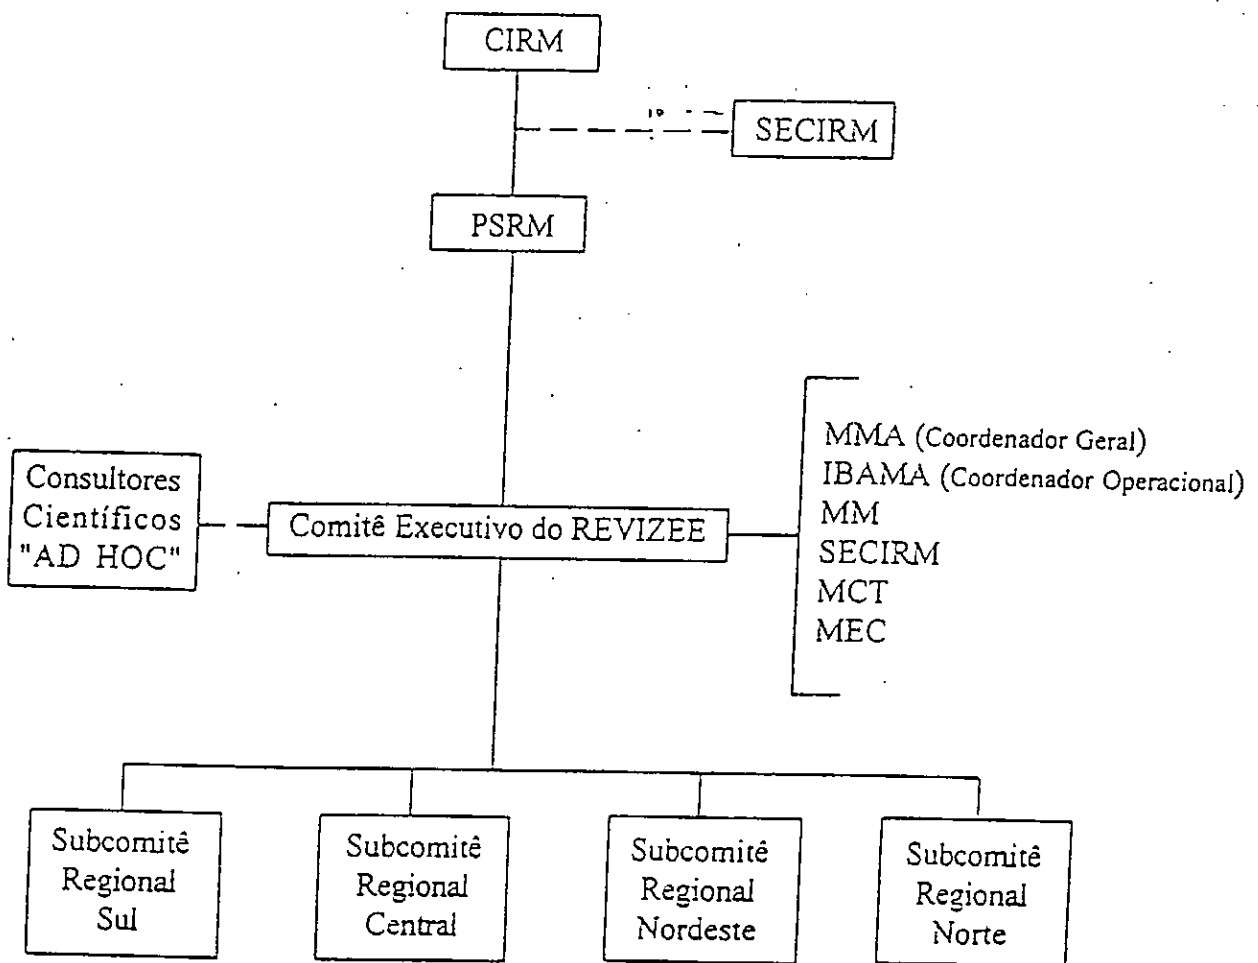 CIRM
SECIRM
PSRM
MMA (Coordenador Geral)
IBAMA (Coordenador Operacional)
MM
SECIRM
MCT
MEC
Consultores
Científicos
"AD HOC"
Comitê Executivo do REVIZEE
Subcomitê
Regional
Sul
Subcomitê
Regional
Central
Subcomitê
Regional
Nordeste
Subcomitê
Regional
Norte